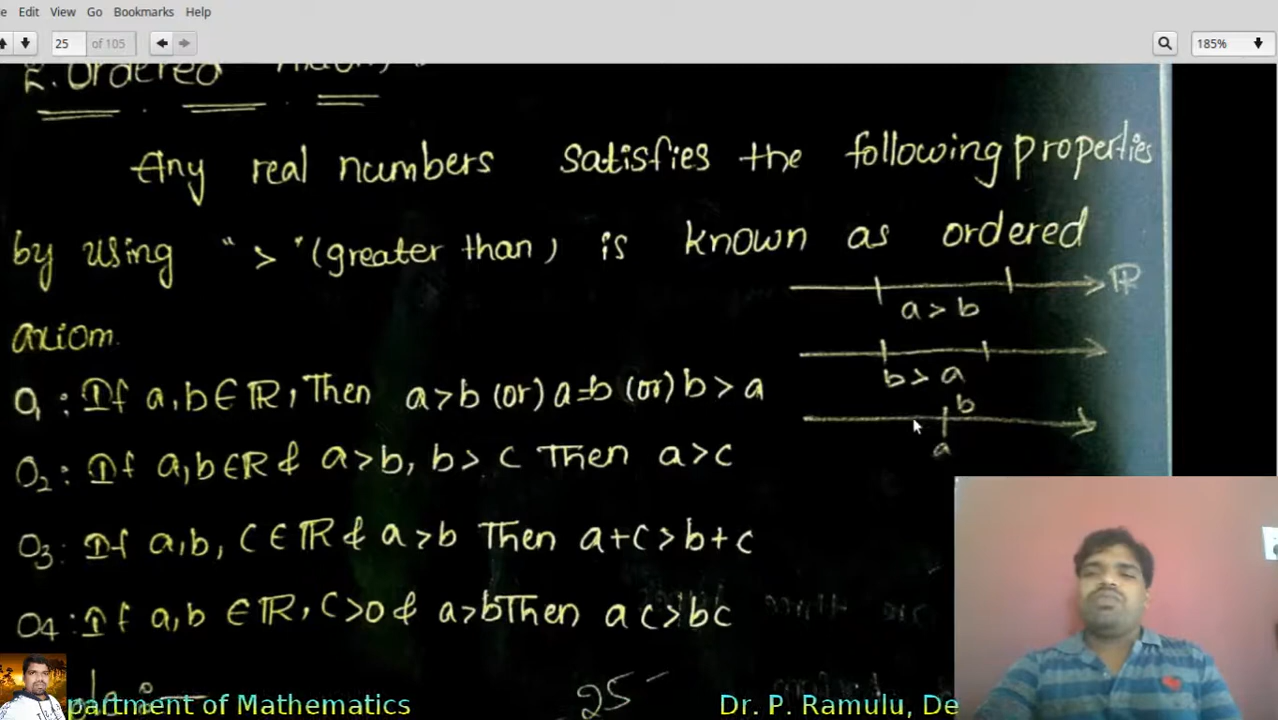 Edit View Go Bookmarks Help
25 of 105 185%
2. Ordered
Any real numbers satisfies the following properties
by using ">" (greater than) is known as ordered
axiom.
ℝ
a > b
b > a
b
a
O1 : If a, b ∈ ℝ, Then a > b (or) a = b (or) b > a
O2 : If a, b ∈ ℝ & a > b, b > c Then a > c
O3 : If a, b, c ∈ ℝ & a > b Then a + c > b + c
O4 : If a, b ∈ ℝ, c > 0 & a > b Then a c > bc
25
partment of Mathematics Dr. P. Ramulu, De